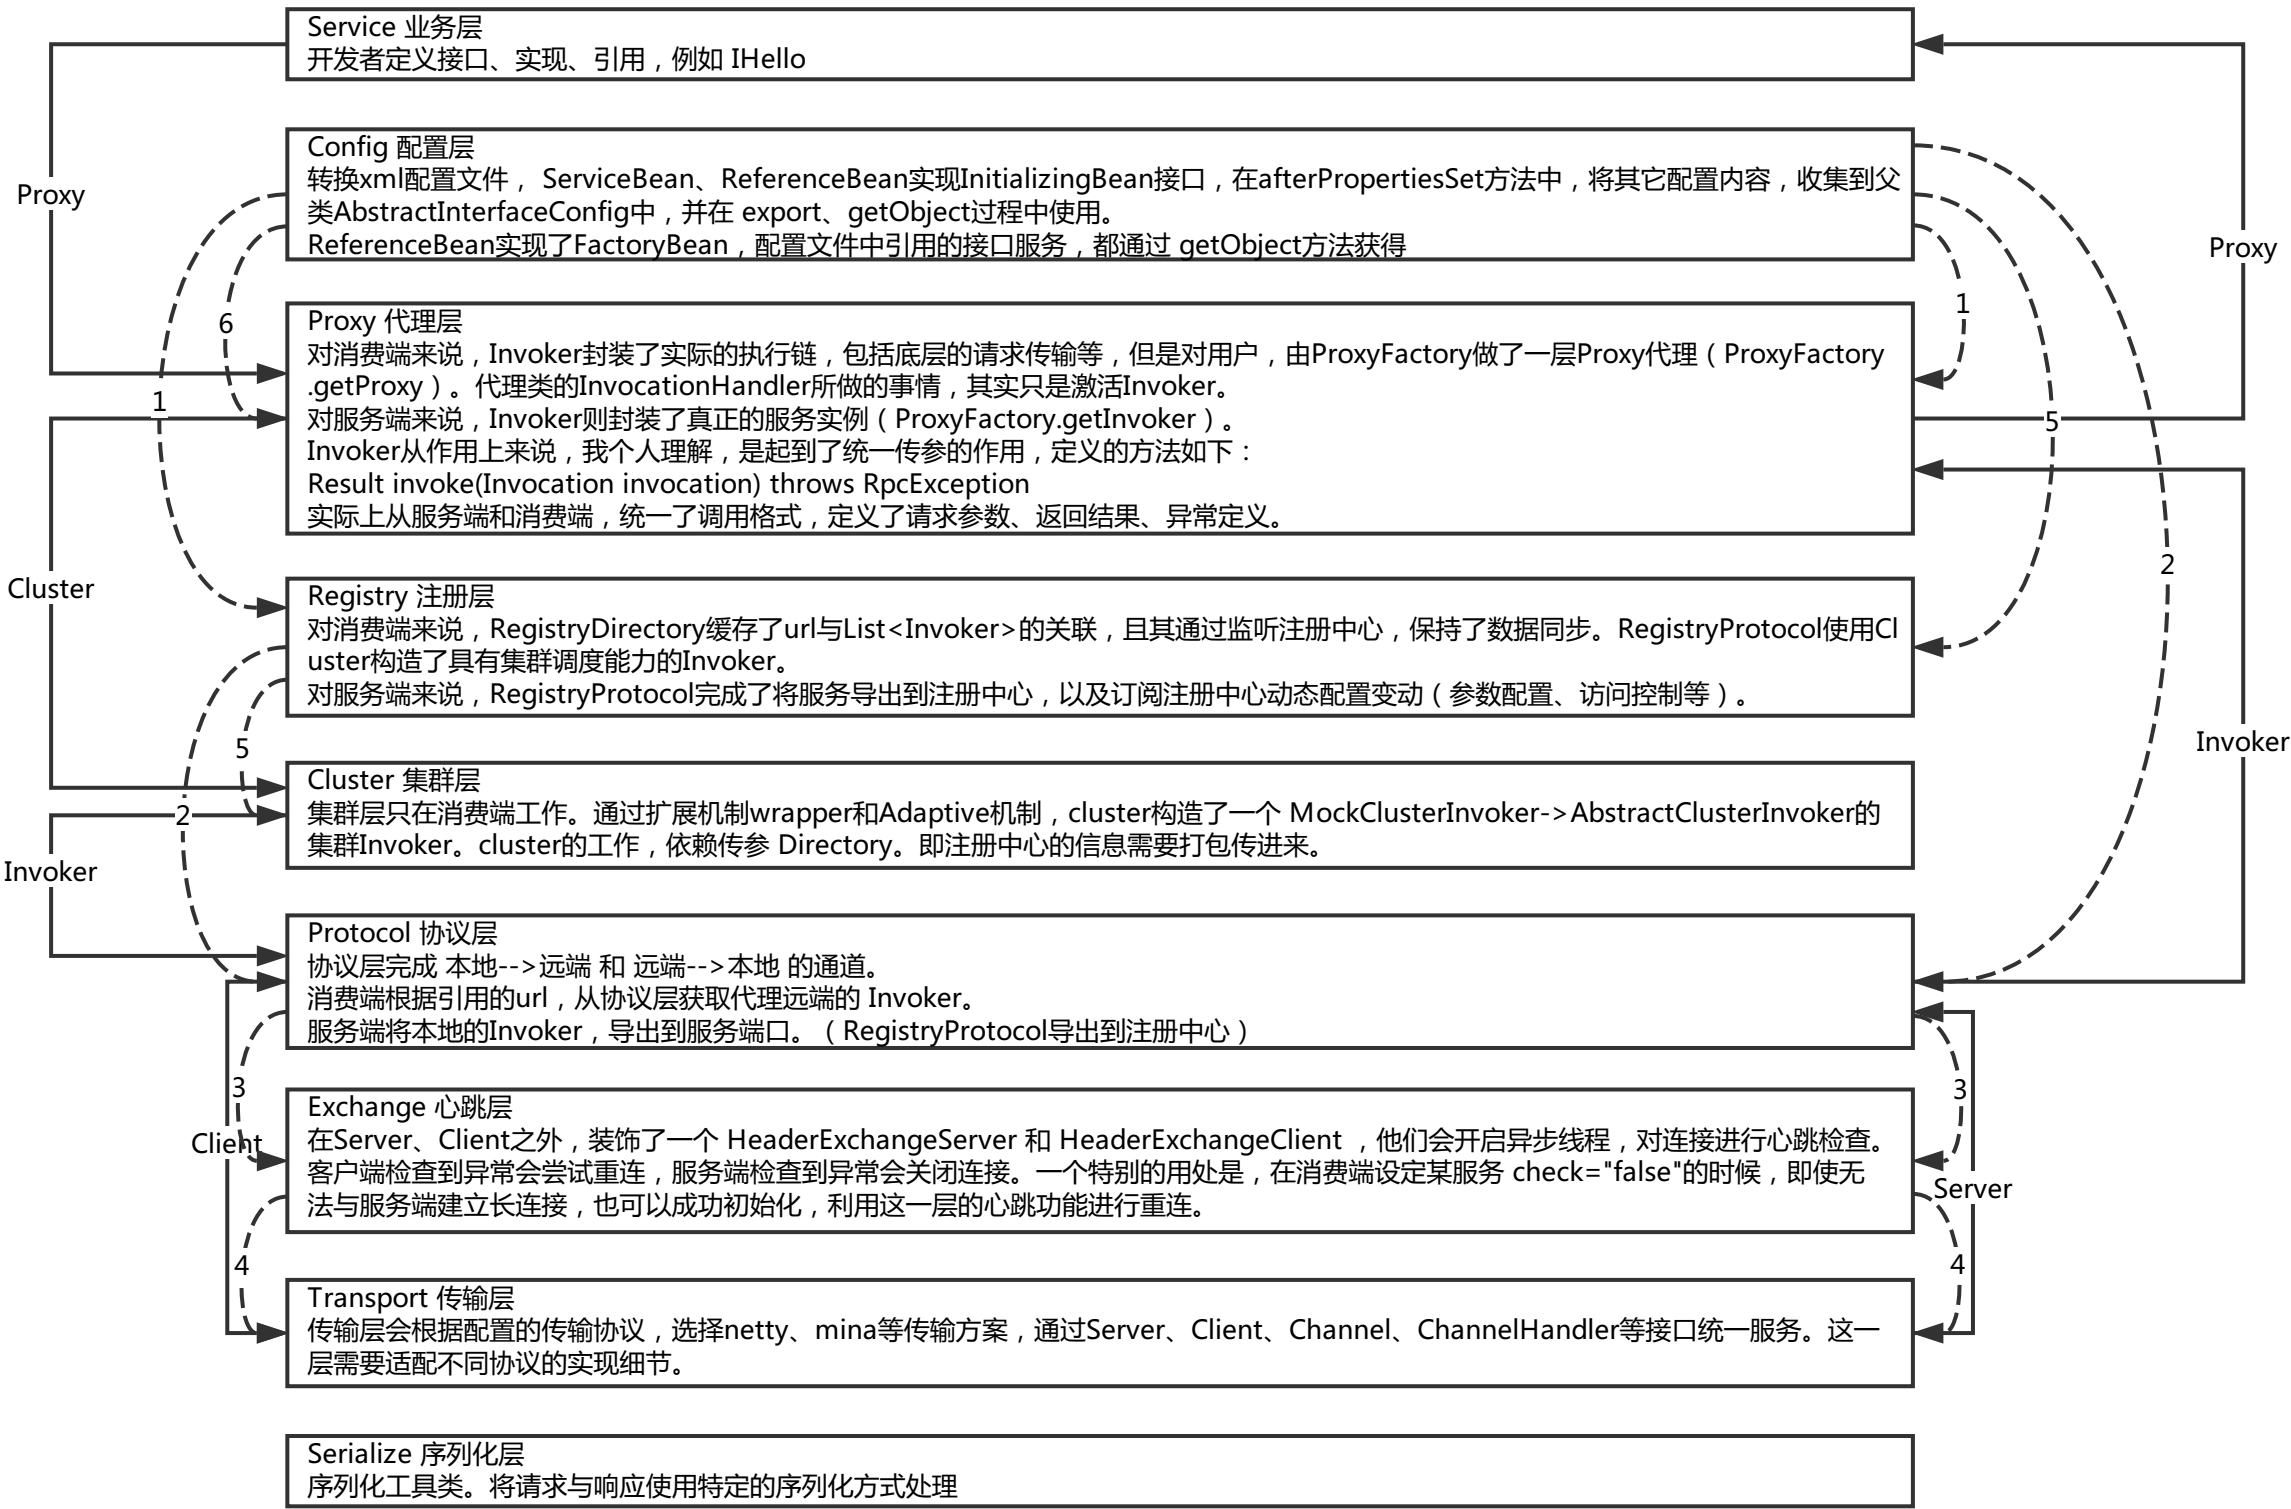 Service 业务层
开发者定义接口、实现、引用，例如 IHello
Config 配置层
转换xml配置文件， ServiceBean、ReferenceBean实现InitializingBean接口，在afterPropertiesSet方法中，将其它配置内容，收集到父
类AbstractInterfaceConfig中，并在 export、getObject过程中使用。
ReferenceBean实现了FactoryBean，配置文件中引用的接口服务，都通过 getObject方法获得
Proxy
Proxy
6
1
Proxy 代理层
对消费端来说，Invoker封装了实际的执行链，包括底层的请求传输等，但是对用户，由ProxyFactory做了一层Proxy代理（ProxyFactory
.getProxy）。代理类的InvocationHandler所做的事情，其实只是激活Invoker。
对服务端来说，Invoker则封装了真正的服务实例（ProxyFactory.getInvoker）。
Invoker从作用上来说，我个人理解，是起到了统一传参的作用，定义的方法如下：
Result invoke(Invocation invocation) throws RpcException
实际上从服务端和消费端，统一了调用格式，定义了请求参数、返回结果、异常定义。
1
5
2
Cluster
Registry 注册层
对消费端来说，RegistryDirectory缓存了url与List<Invoker>的关联，且其通过监听注册中心，保持了数据同步。RegistryProtocol使用Cl
uster构造了具有集群调度能力的Invoker。
对服务端来说，RegistryProtocol完成了将服务导出到注册中心，以及订阅注册中心动态配置变动（参数配置、访问控制等）。
5
Invoker
Cluster 集群层
集群层只在消费端工作。通过扩展机制wrapper和Adaptive机制，cluster构造了一个 MockClusterInvoker->AbstractClusterInvoker的
集群Invoker。cluster的工作，依赖传参 Directory。即注册中心的信息需要打包传进来。
2
Invoker
Protocol 协议层
协议层完成 本地-->远端 和 远端-->本地 的通道。
消费端根据引用的url，从协议层获取代理远端的 Invoker。
服务端将本地的Invoker，导出到服务端口。（RegistryProtocol导出到注册中心）
3
3
Client
Exchange 心跳层
在Server、Client之外，装饰了一个 HeaderExchangeServer 和 HeaderExchangeClient ，他们会开启异步线程，对连接进行心跳检查。
客户端检查到异常会尝试重连，服务端检查到异常会关闭连接。一个特别的用处是，在消费端设定某服务 check="false"的时候，即使无
法与服务端建立长连接，也可以成功初始化，利用这一层的心跳功能进行重连。
Server
4
4
Transport 传输层
传输层会根据配置的传输协议，选择netty、mina等传输方案，通过Server、Client、Channel、ChannelHandler等接口统一服务。这一
层需要适配不同协议的实现细节。
Serialize 序列化层
序列化工具类。将请求与响应使用特定的序列化方式处理